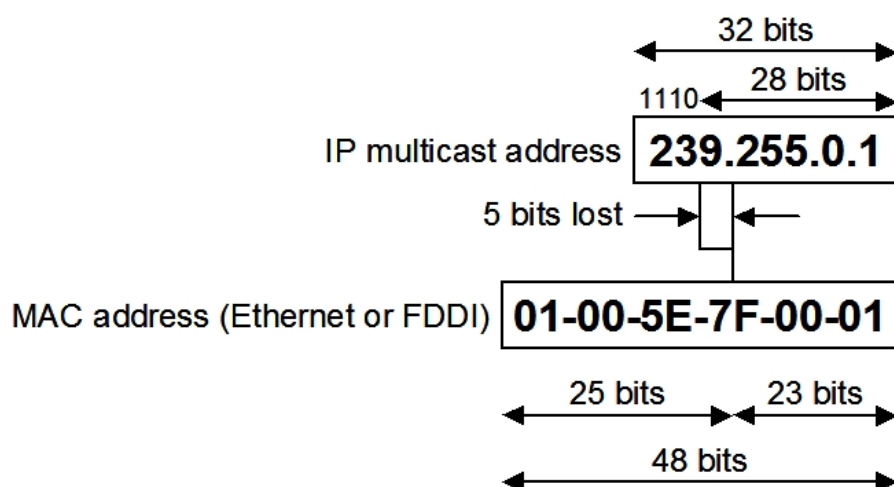 32 bits
28 bits
1110
IP multicast address 239.255.0.1
5 bits lost
MAC address (Ethernet or FDDI) 01-00-5E-7F-00-01
25 bits 23 bits
48 bits